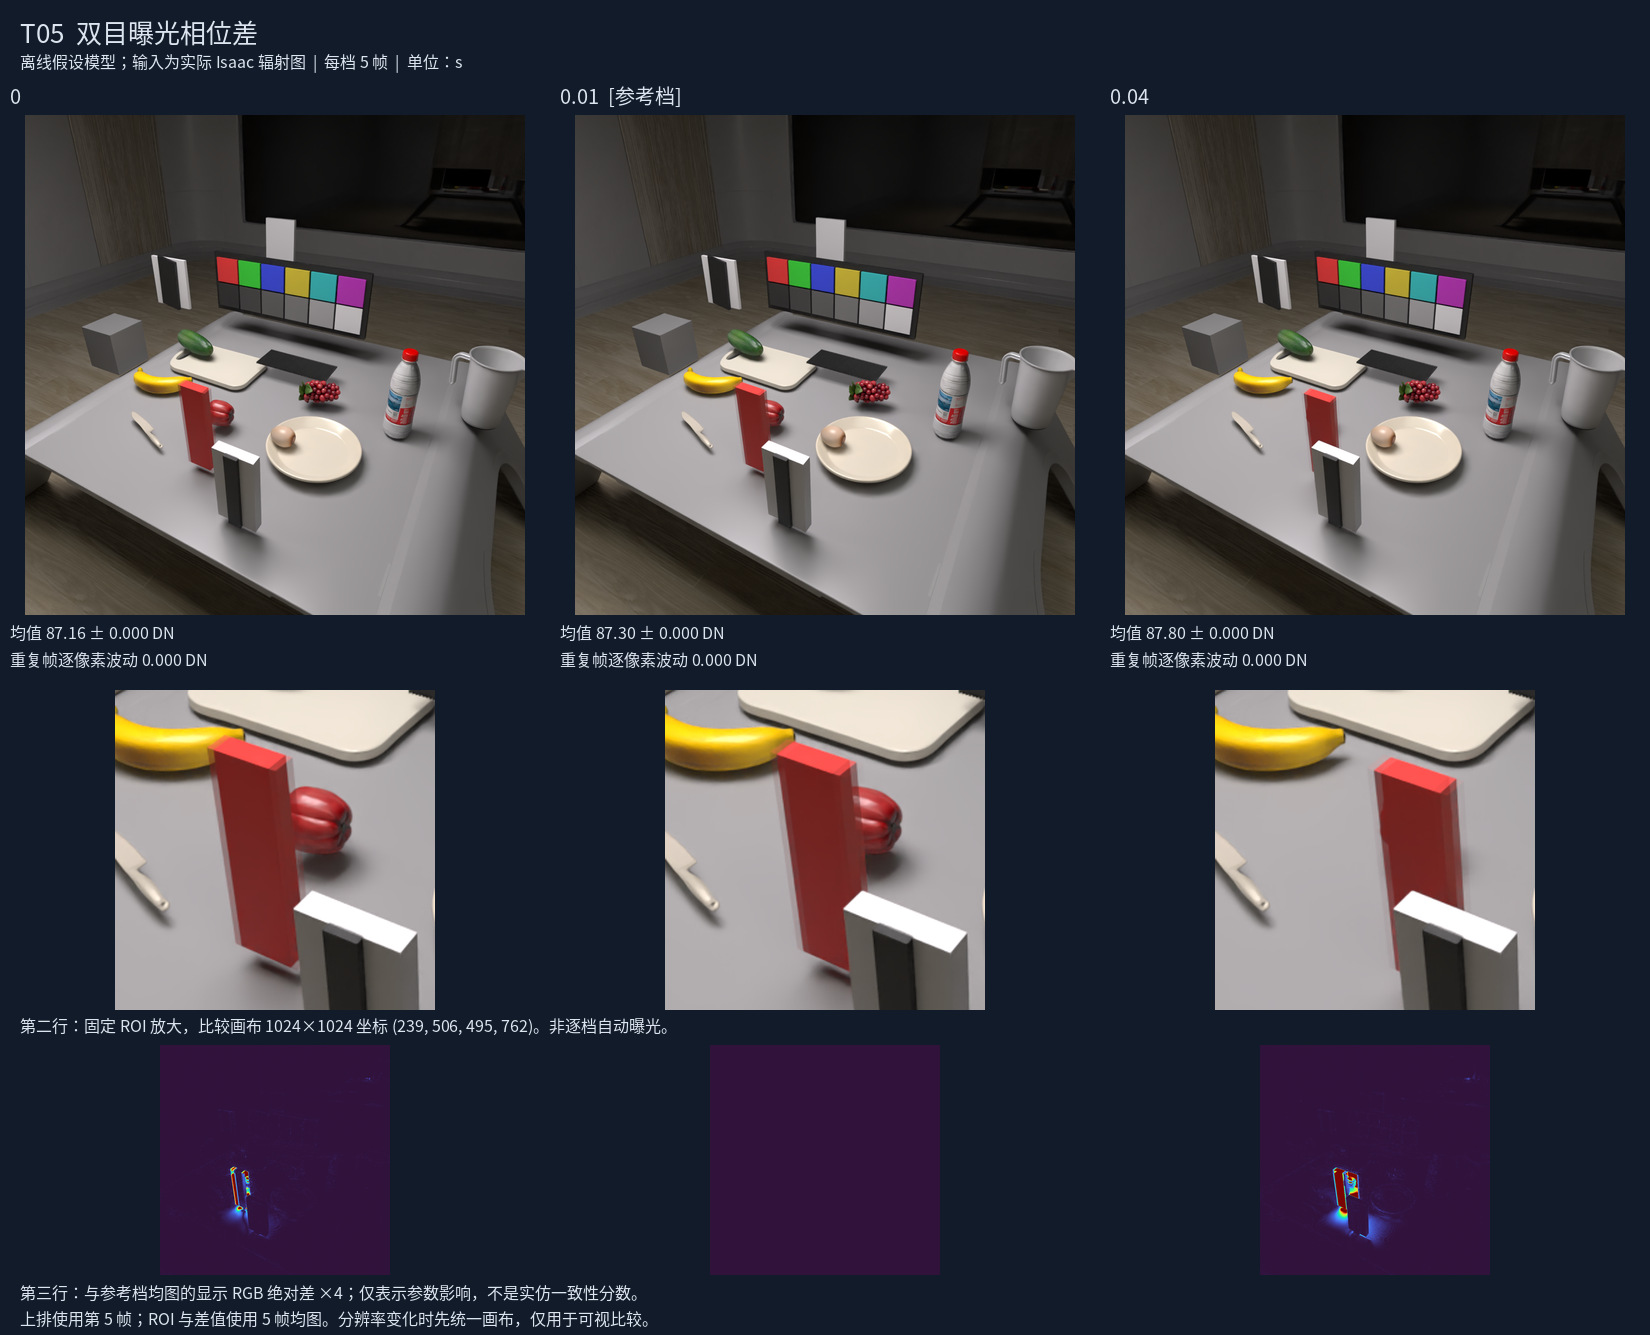 T05 双目曝光相位差
离线假设模型；输入为实际 Isaac 辐射图 | 每档 5 帧 | 单位：s
0
0.01 [参考档]
0.04
均值 87.16 ± 0.000 DN
重复帧逐像素波动 0.000 DN
均值 87.30 ± 0.000 DN
重复帧逐像素波动 0.000 DN
均值 87.80 ± 0.000 DN
重复帧逐像素波动 0.000 DN
第二行：固定 ROI 放大，比较画布 1024×1024 坐标 (239, 506, 495, 762)。非逐档自动曝光。
第三行：与参考档均图的显示 RGB 绝对差 ×4；仅表示参数影响，不是实仿一致性分数。
上排使用第 5 帧；ROI 与差值使用 5 帧均图。分辨率变化时先统一画布，仅用于可视比较。